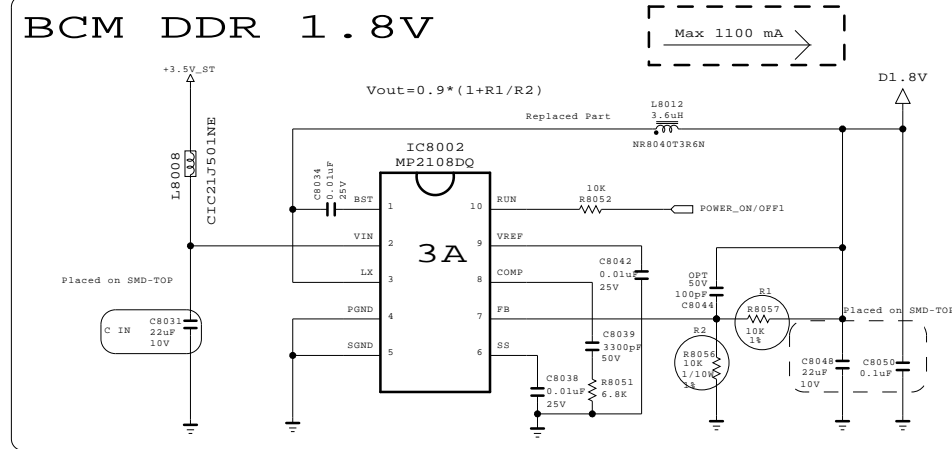 BCM DDR 1.8V
Max 1100 mA
+3.5V_ST
D1.8V
Vout=0.9*(1+R1/R2)
L8012
3.6uH
Replaced Part
NR8040T3R6N
L8008
CIC21J501NE
IC8002
MP2108DQ
C8034
0.01uF
25V
10K
R8052
POWER_ON/OFF1
BST
1
10
RUN
VIN
2
9
VREF
3A
LX
3
8
COMP
PGND
4
7
FB
SGND
5
6
SS
C8042
0.01uF
25V
OPT
50V
100pF
C8044
Placed on SMD-TOP
C IN
C8031
22uF
10V
R1
R8057
10K
1%
Placed on SMD-TOP
R2
R8056
10K
1/10W
1%
C8039
3300pF
50V
R8051
6.8K
C8038
0.01uF
25V
C8048
22uF
10V
C8050
0.1uF